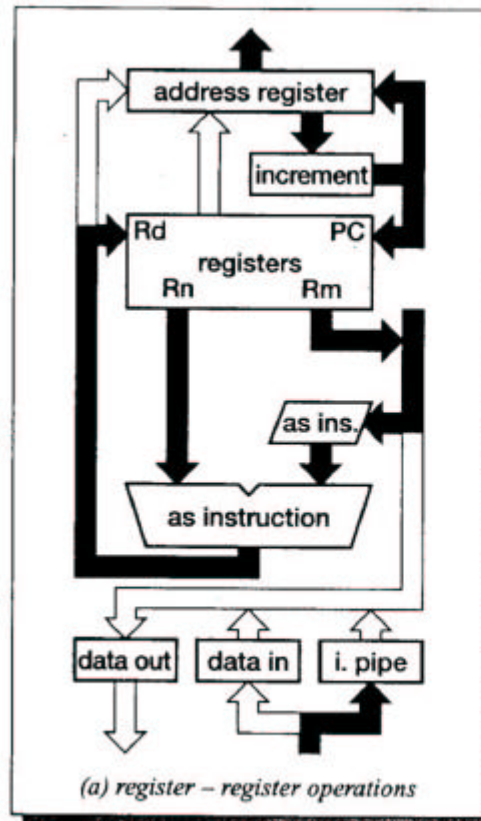 address register
increment
Rd PC
registers
Rn Rm
as ins.
as instruction
data out data in i. pipe
(a) register – register operations